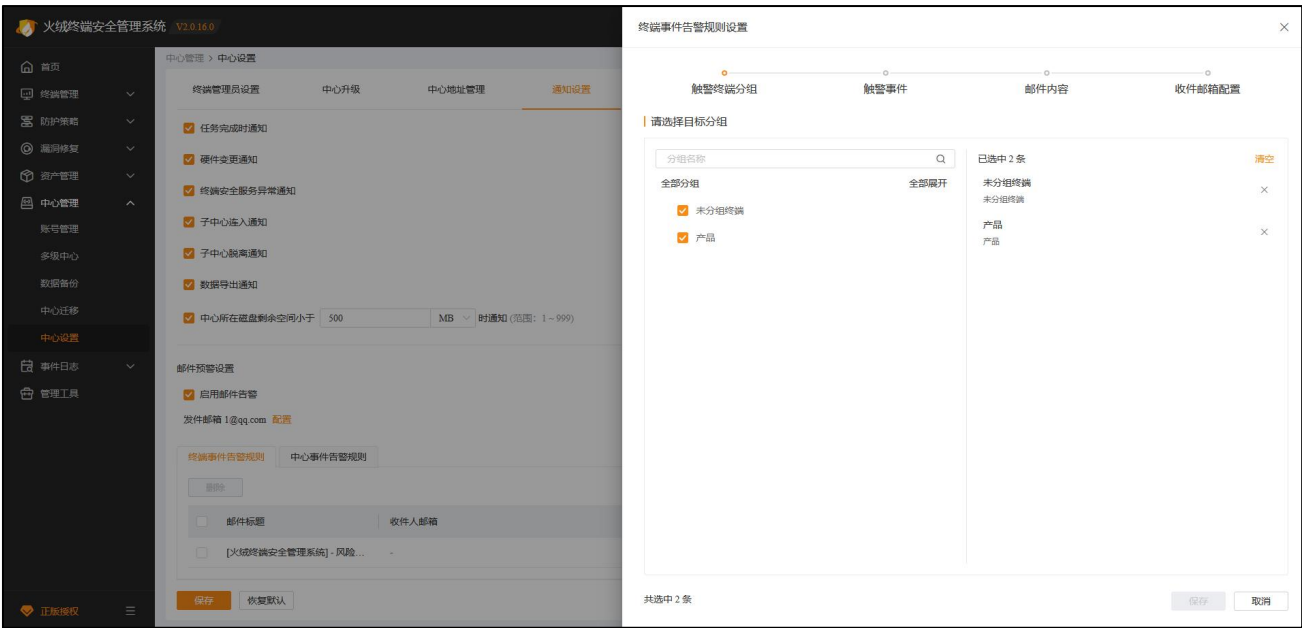 火绒终端安全管理系统 V2.0.16.0
首页
终端管理
防护策略
漏洞修复
资产管理
中心管理
账号管理
多级中心
数据备份
中心迁移
中心设置
事件日志
管理工具
正版授权
中心管理 > 中心设置
终端管理员设置 中心升级 中心地址管理 通知设置
任务完成时通知
硬件变更通知
终端安全服务异常通知
子中心连入通知
子中心脱离通知
数据导出通知
中心所在磁盘剩余空间小于 500 MB 时通知 (范围：1 ~ 999)
邮件预警设置
启用邮件告警
发件邮箱 1@qq.com 配置
终端事件告警规则 中心事件告警规则
删除
邮件标题 收件人邮箱
[火绒终端安全管理系统] - 风险... -
保存 恢复默认
终端事件告警规则设置
触警终端分组 触警事件 邮件内容 收件邮箱配置
请选择目标分组
分组名称
全部分组 全部展开
未分组终端
产品
已选中 2 条 清空
未分组终端
未分组终端
产品
产品
共选中 2 条
保存 取消